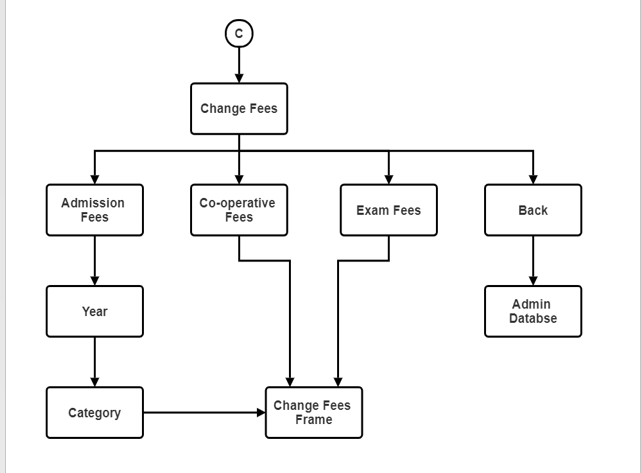 C
Change Fees
Admission
Fees
Co-operative
Fees
Exam Fees
Back
Year
Admin
Databse
Category
Change Fees
Frame